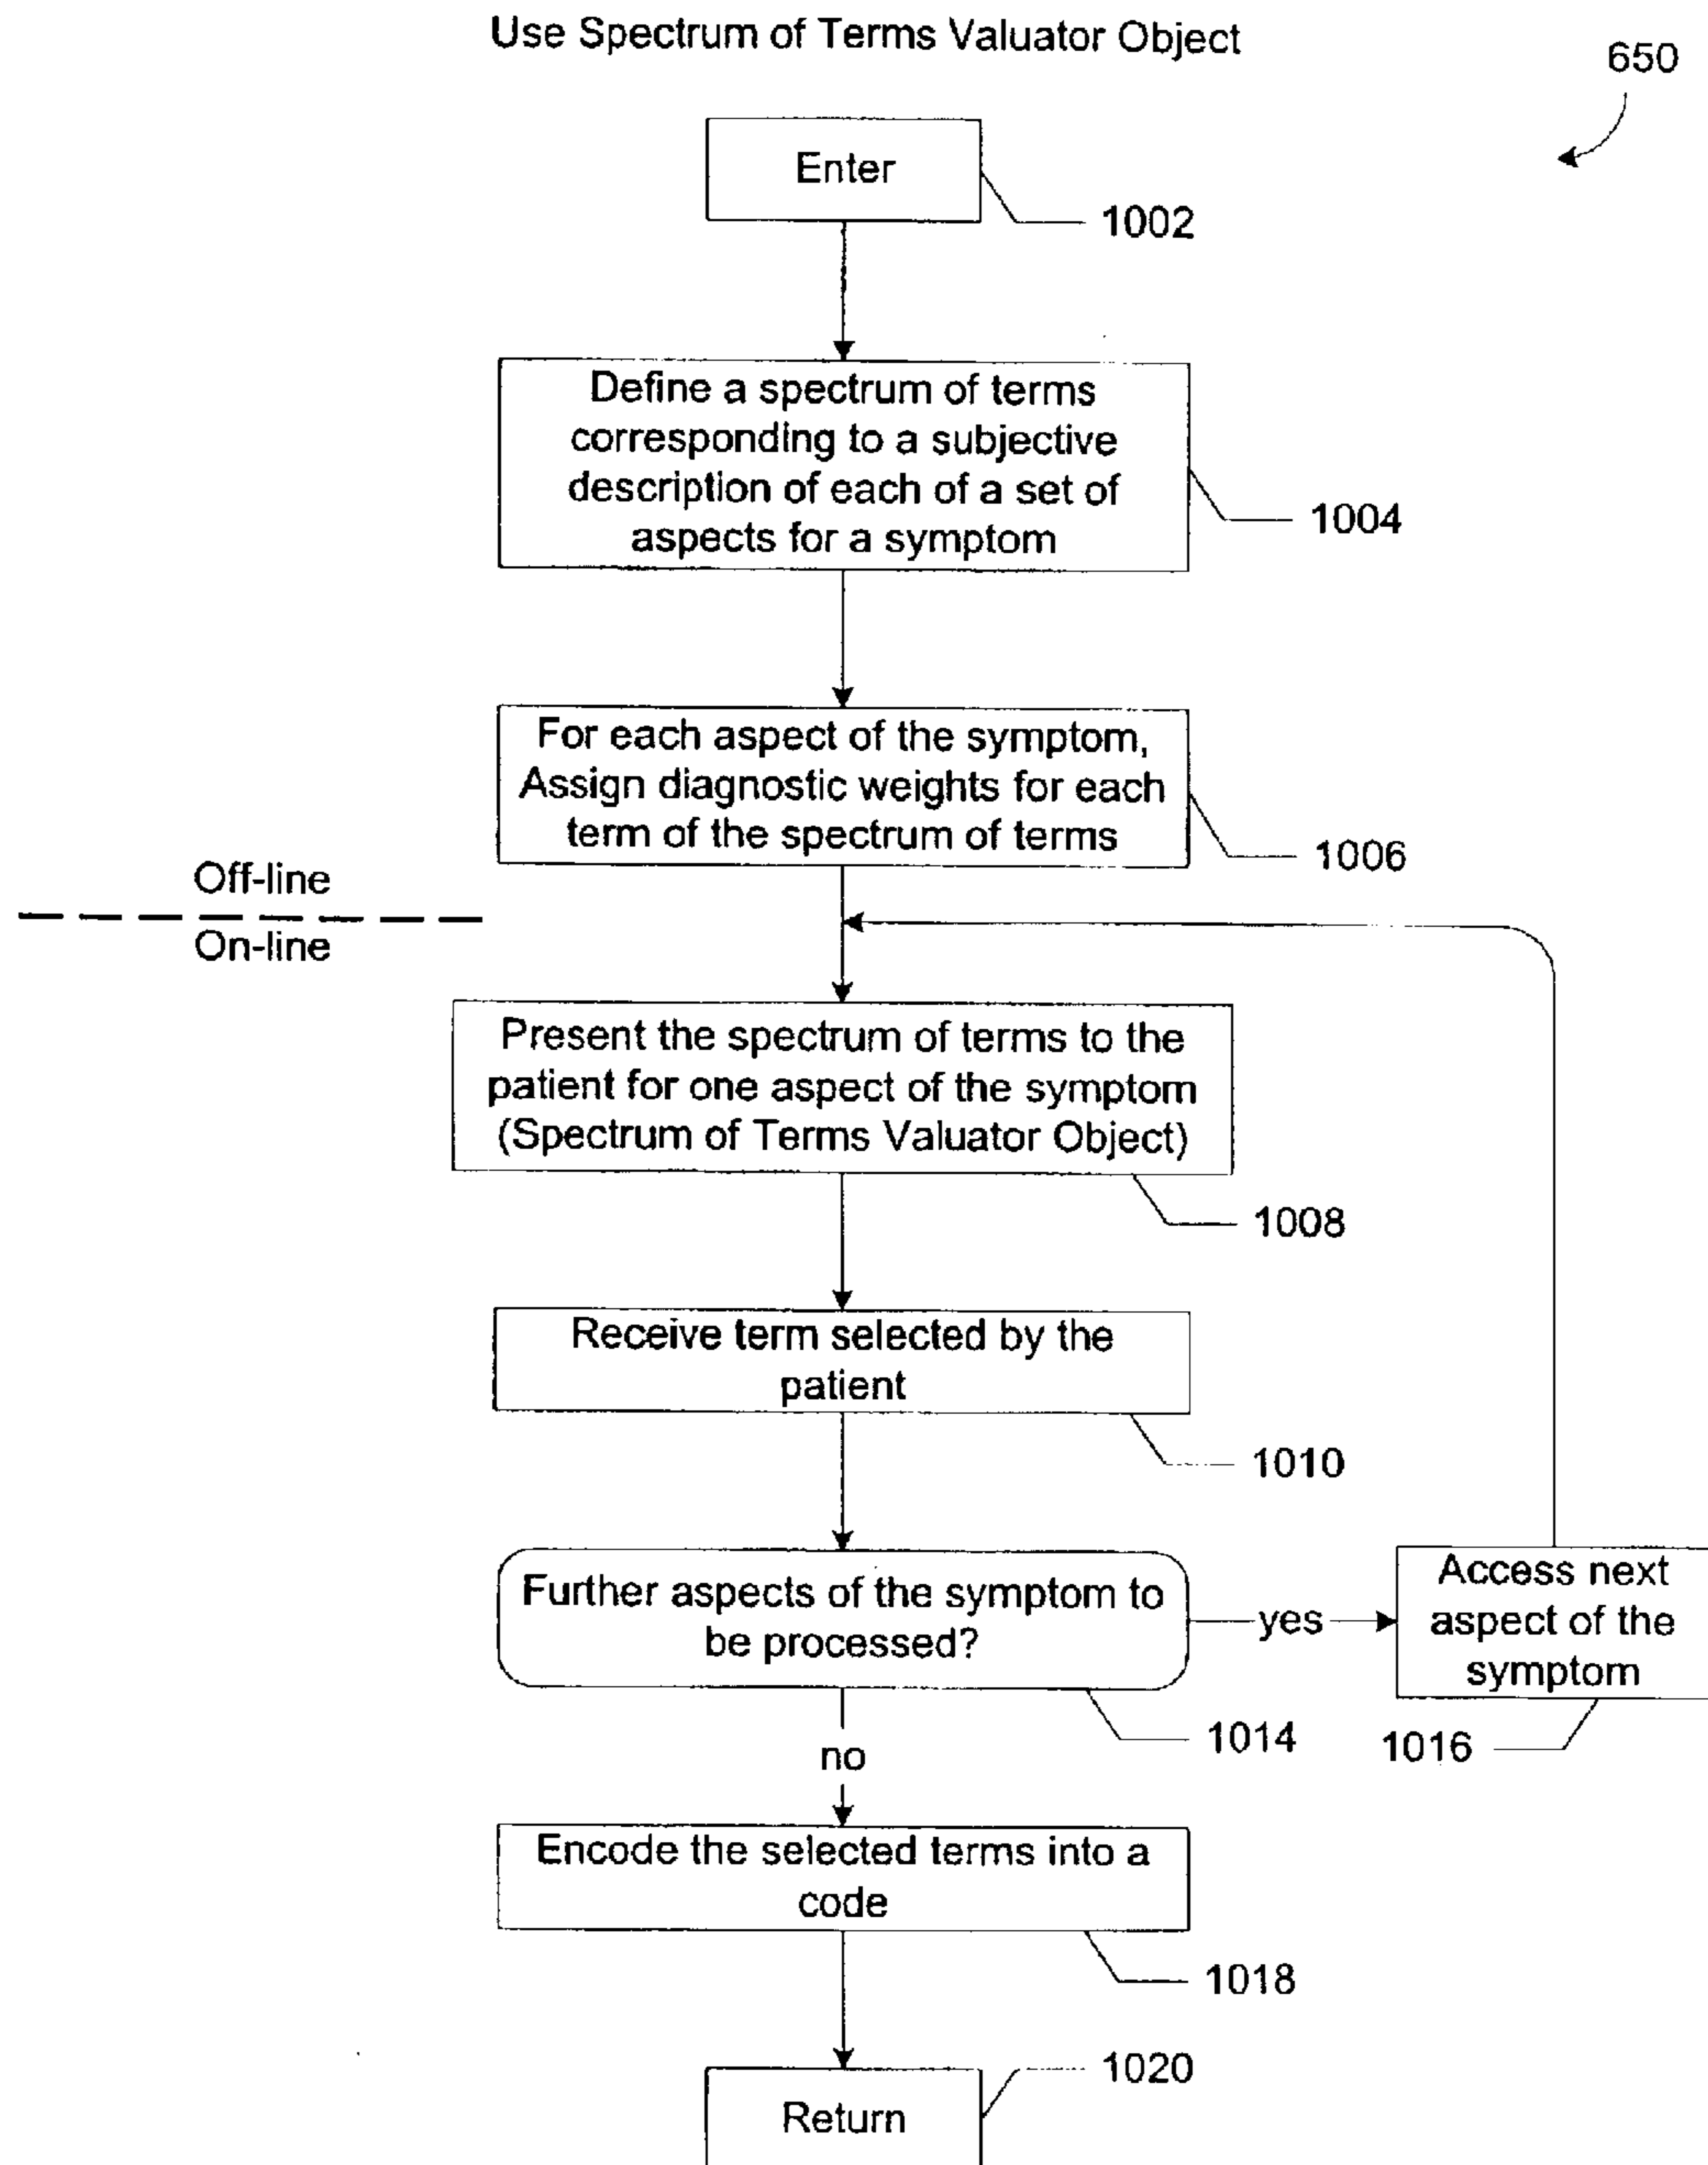 Use Spectrum of Terms Valuator Object
650
Enter
1002
Define a spectrum of terms
corresponding to a subjective
description of each of a set of
aspects for a symptom
1004
For each aspect of the symptom,
Assign diagnostic weights for each
term of the spectrum of terms
1006
Off-line
On-line
Present the spectrum of terms to the
patient for one aspect of the symptom
(Spectrum of Terms Valuator Object)
1008
Receive term selected by the
patient
1010
Further aspects of the symptom to
be processed?
yes
Access next
aspect of the
symptom
1014
1016
no
Encode the selected terms into a
code
1018
1020
Return